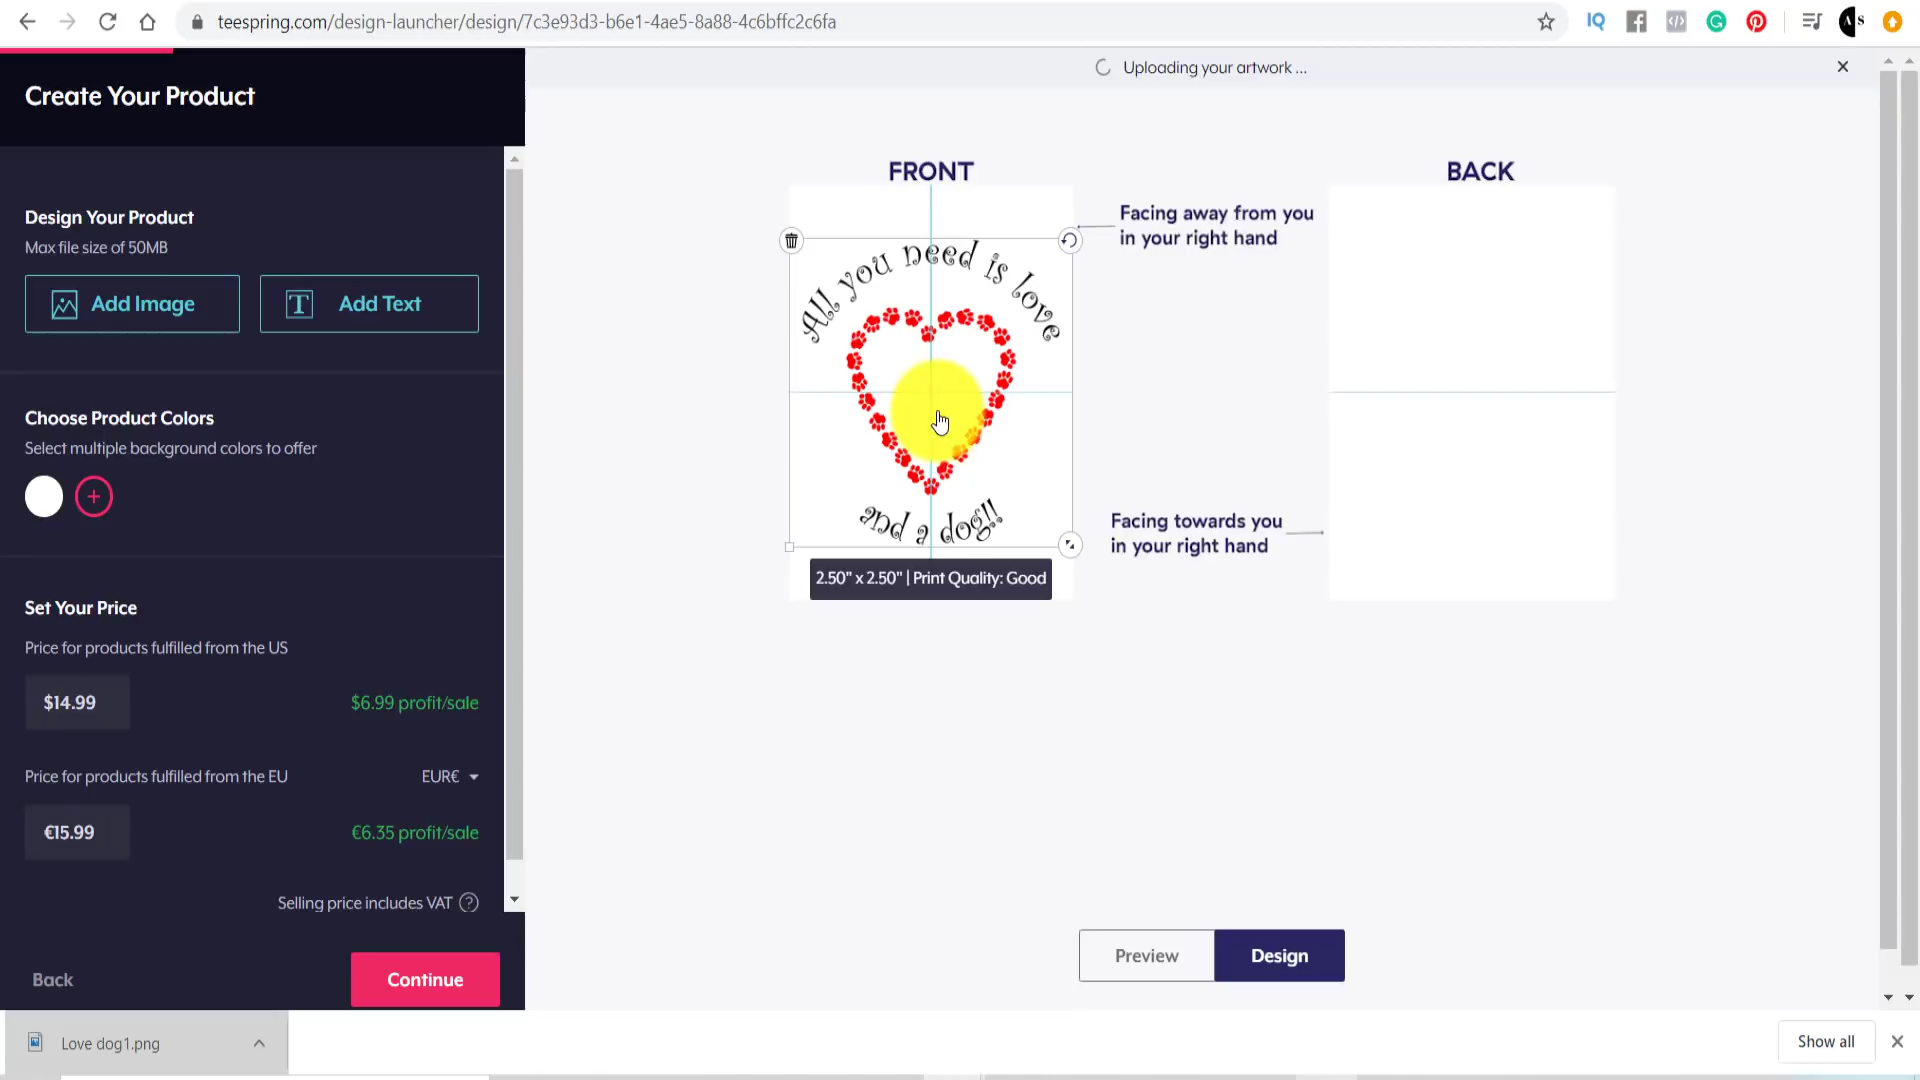 teespring.com/design-launcher/design/7c3e93d3-b6e1-4ae5-8a88-4c6bffc2c6fa
IQ
A S
Create Your Product
Uploading your artwork ...
Design Your Product
Max file size of 50MB
Add Image
T Add Text
Choose Product Colors
Select multiple background colors to offer
Set Your Price
Price for products fulfilled from the US
$14.99
$6.99 profit/sale
Price for products fulfilled from the EU
EUR€
€15.99
€6.35 profit/sale
Selling price includes VAT ?
Back
Continue
FRONT
All you need is love
and a dog!!
2.50" x 2.50" | Print Quality: Good
Facing away from you
in your right hand
Facing towards you
in your right hand
BACK
Preview
Design
Love dog1.png
Show all